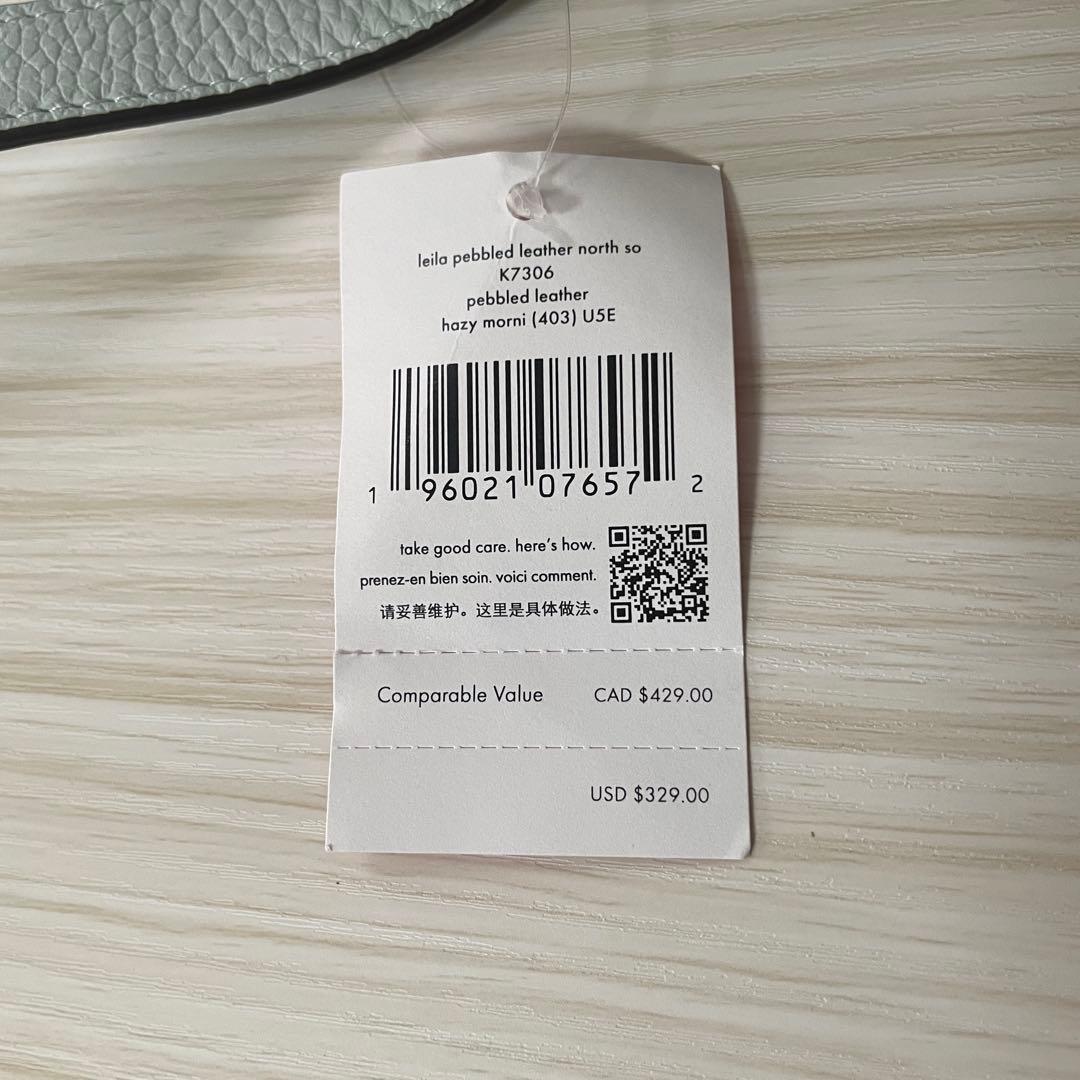 leila pebbled leather north so
K7306
pebbled leather
hazy morni (403) U5E
1 96021 07657 2
take good care. here's how.
prenez-en bien soin. voici comment.
请妥善维护。这里是具体做法。
Comparable Value CAD $429.00
USD $329.00